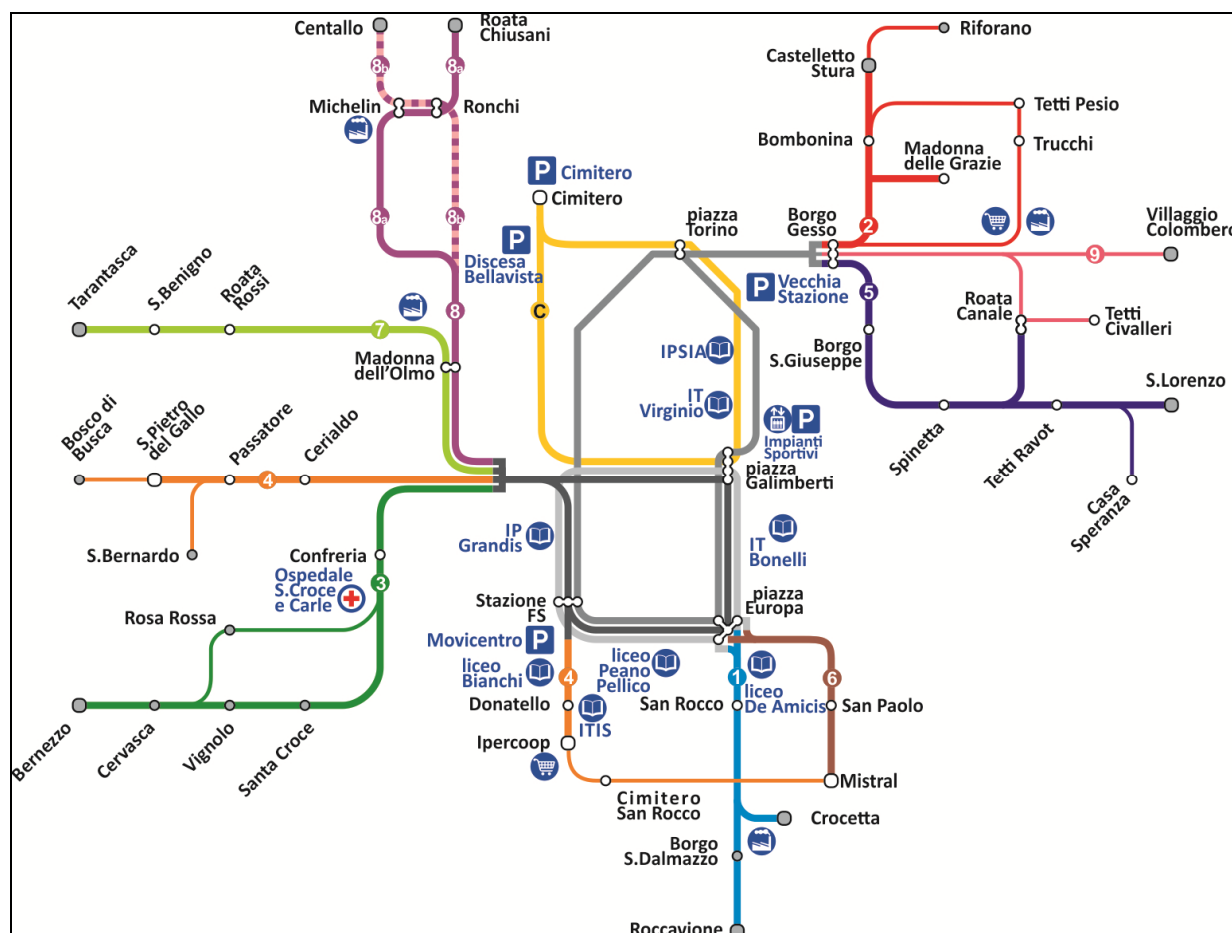 Centallo
Roata
Chiusani
8b
8a
Michelin
Ronchi
8a
8b
8
Riforano
Castelletto
Stura
Tetti Pesio
Bombonina
Trucchi
Madonna
delle Grazie
2
P
Cimitero
Cimitero
P
Discesa
Bellavista
C
piazza
Torino
Borgo
Gesso
P
Vecchia
Stazione
Villaggio
Colombero
9
5
Roata
Canale
Tetti
Civalleri
Borgo
S.Giuseppe
S.Lorenzo
Spinetta
Tetti Ravot
Casa
Speranza
Tarantasca
S.Benigno
Roata
Rossi
7
Madonna
dell'Olmo
IPSIA
IT
Virginio
P
Impianti
Sportivi
piazza
Galimberti
Bosco di
Busca
S.Pietro
del Gallo
Passatore
Cerialdo
4
S.Bernardo
Confreria
Ospedale
S.Croce
e Carle
3
Rosa Rossa
Bernezzo
Cervasca
Vignolo
Santa Croce
IP
Grandis
IT
Bonelli
Stazione
FS
piazza
Europa
Movicentro
P
liceo
Bianchi
4
liceo
Peano
Pellico
1
liceo
De Amicis
6
Donatello
ITIS
San Rocco
San Paolo
Ipercoop
Mistral
Cimitero
San Rocco
Crocetta
Borgo
S.Dalmazzo
Roccavione